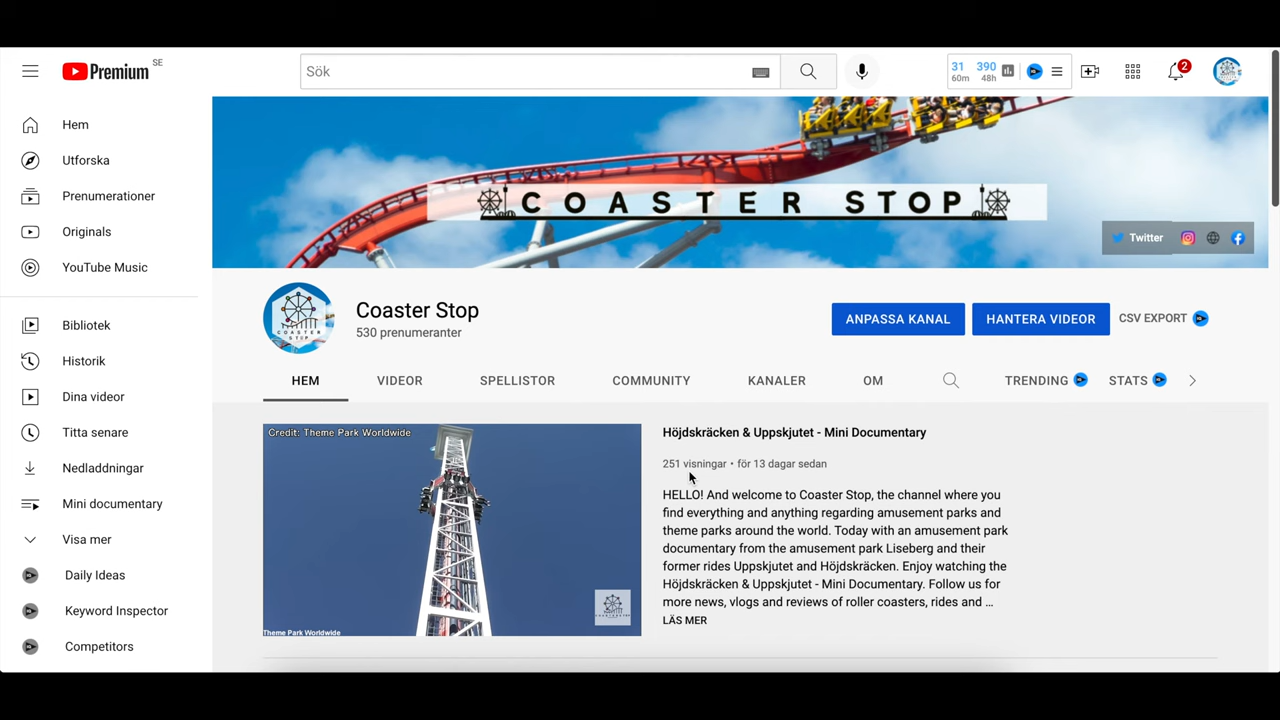 Premium SE
Sök
31 390
60m 48h
2
Hem
Utforska
Prenumerationer
Originals
YouTube Music
Bibliotek
Historik
Dina videor
Titta senare
Nedladdningar
Mini documentary
Visa mer
Daily Ideas
Keyword Inspector
Competitors
COASTER STOP
Twitter
COASTER
STOP
Coaster Stop
530 prenumeranter
ANPASSA KANAL
HANTERA VIDEOR
CSV EXPORT
HEM
VIDEOR
SPELLISTOR
COMMUNITY
KANALER
OM
TRENDING
STATS
Credit: Theme Park Worldwide
Theme Park Worldwide
Höjdskräcken & Uppskjutet - Mini Documentary
251 visningar • för 13 dagar sedan
HELLO! And welcome to Coaster Stop, the channel where you
find everything and anything regarding amusement parks and
theme parks around the world. Today with an amusement park
documentary from the amusement park Liseberg and their
former rides Uppskjutet and Höjdskräcken. Enjoy watching the
Höjdskräcken & Uppskjutet - Mini Documentary. Follow us for
more news, vlogs and reviews of roller coasters, rides and ...
LÄS MER